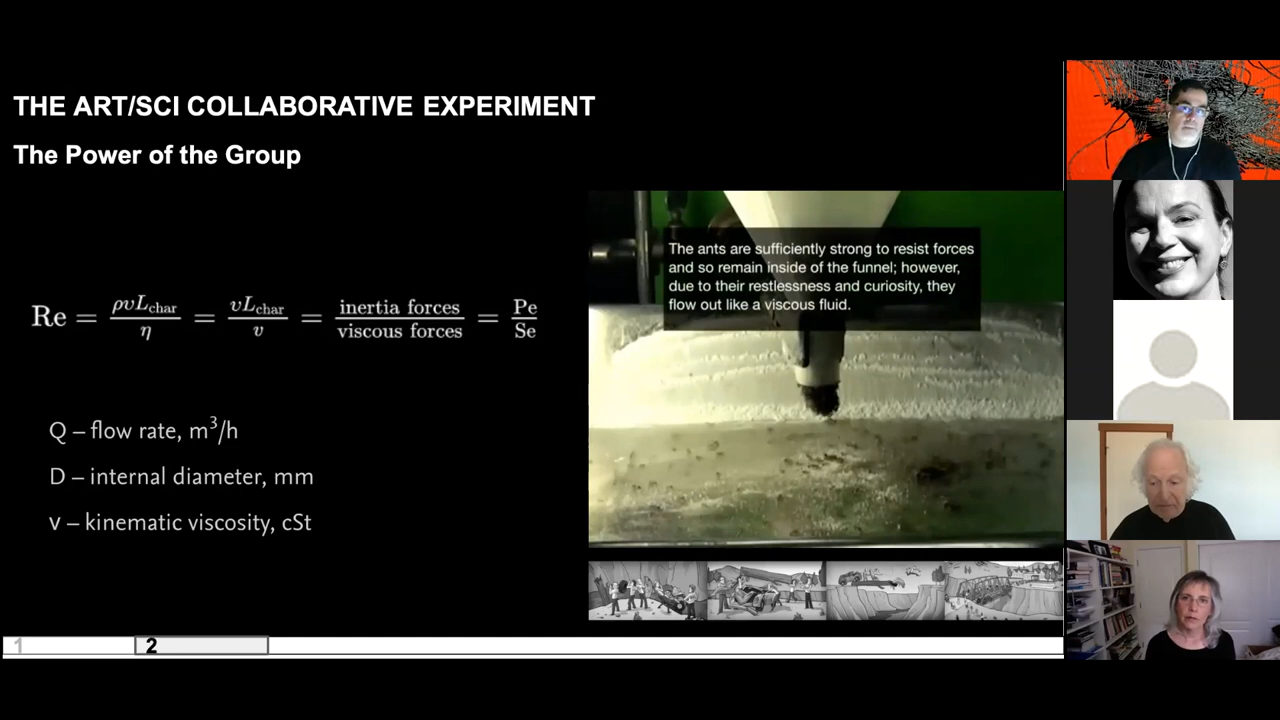 THE ART/SCI COLLABORATIVE EXPERIMENT
The Power of the Group
Re = ρυL_char/η = υL_char/ν = inertia forces/viscous forces = Pe/Se
Q – flow rate, m³/h
D – internal diameter, mm
ν – kinematic viscosity, cSt
The ants are sufficiently strong to resist forces
and so remain inside of the funnel; however,
due to their restlessness and curiosity, they
flow out like a viscous fluid.
1
2